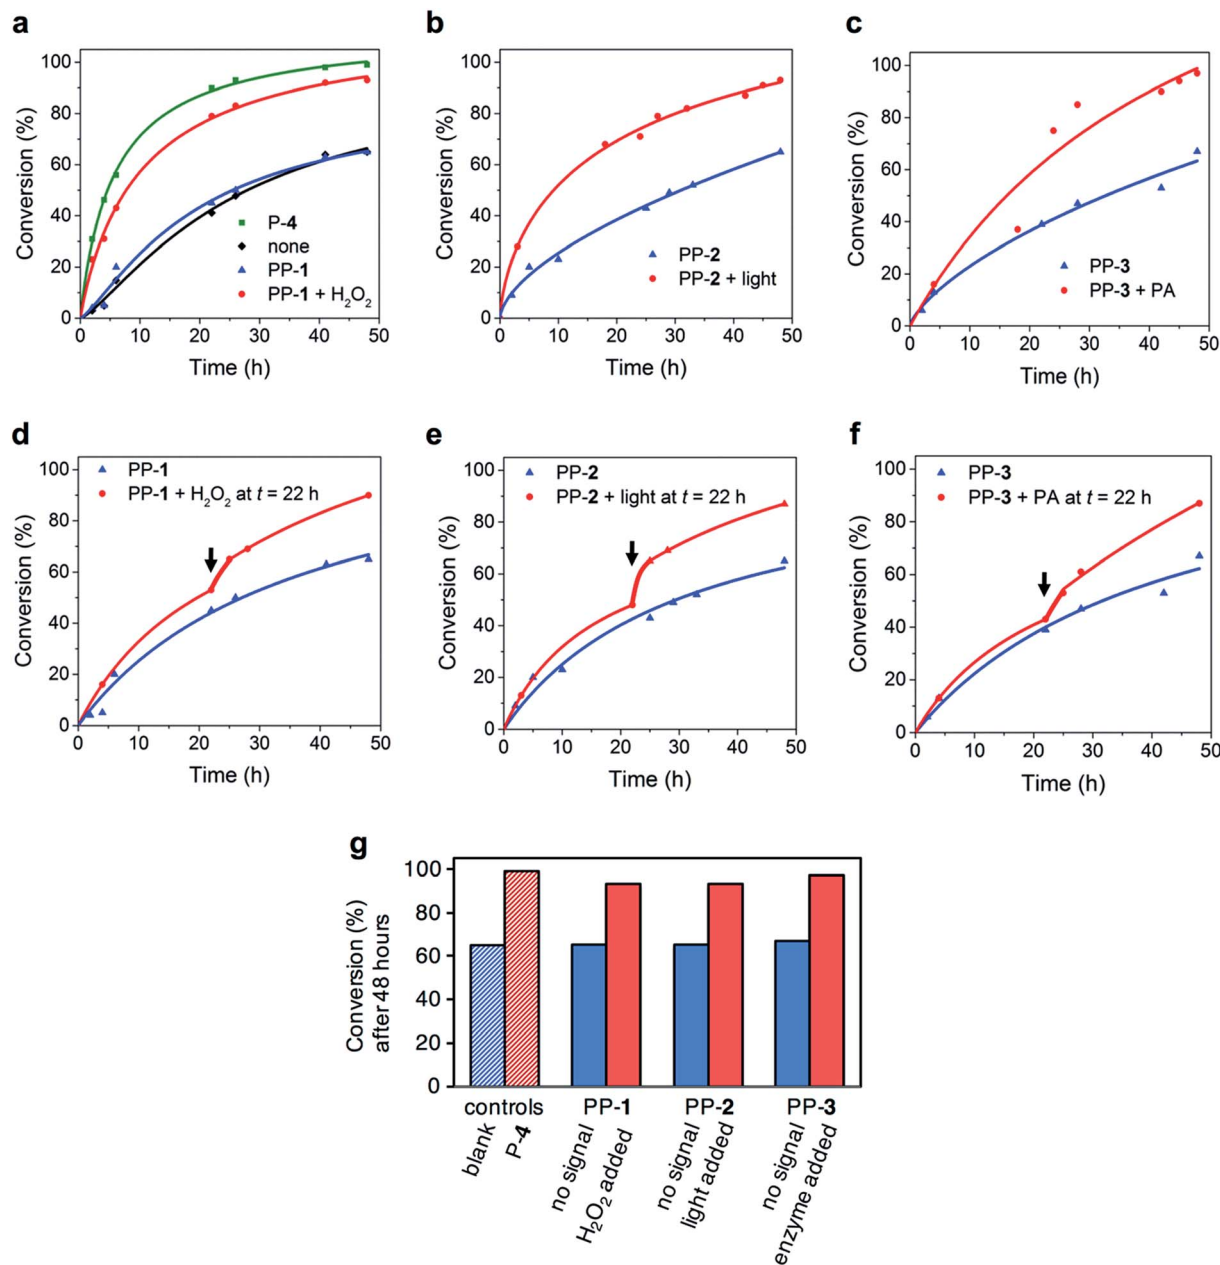 a
Conversion (%)
100
80
60
40
20
0
0 10 20 30 40 50
Time (h)
P-4
none
PP-1
PP-1 + H₂O₂
b
Conversion (%)
100
80
60
40
20
0
0 10 20 30 40 50
Time (h)
PP-2
PP-2 + light
c
Conversion (%)
100
80
60
40
20
0
0 10 20 30 40 50
Time (h)
PP-3
PP-3 + PA
d
Conversion (%)
100
80
60
40
20
0
0 10 20 30 40 50
Time (h)
PP-1
PP-1 + H₂O₂ at t = 22 h
e
Conversion (%)
100
80
60
40
20
0
0 10 20 30 40 50
Time (h)
PP-2
PP-2 + light at t = 22 h
f
Conversion (%)
100
80
60
40
20
0
0 10 20 30 40 50
Time (h)
PP-3
PP-3 + PA at t = 22 h
g
Conversion (%)
after 48 hours
100
80
60
40
20
0
controls PP-1 PP-2 PP-3
blank
P-4
no signal
H₂O₂ added
no signal
light added
no signal
enzyme added